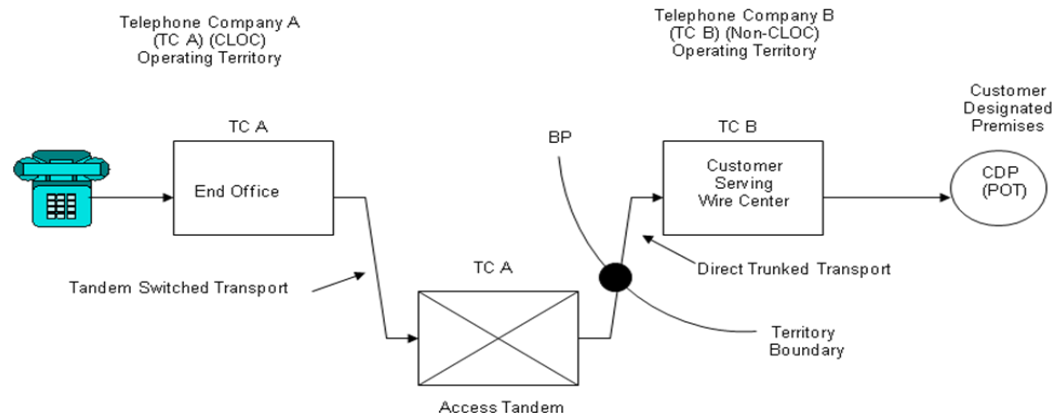 Telephone Company A
(TC A) (CLOC)
Operating Territory
Telephone Company B
(TC B) (Non-CLOC)
Operating Territory
Customer
Designated
Premises
TC A
End Office
BP
TC B
Customer
Serving
Wire Center
CDP
(POT)
Tandem Switched Transport
TC A
Direct Trunked Transport
Territory
Boundary
Access Tandem